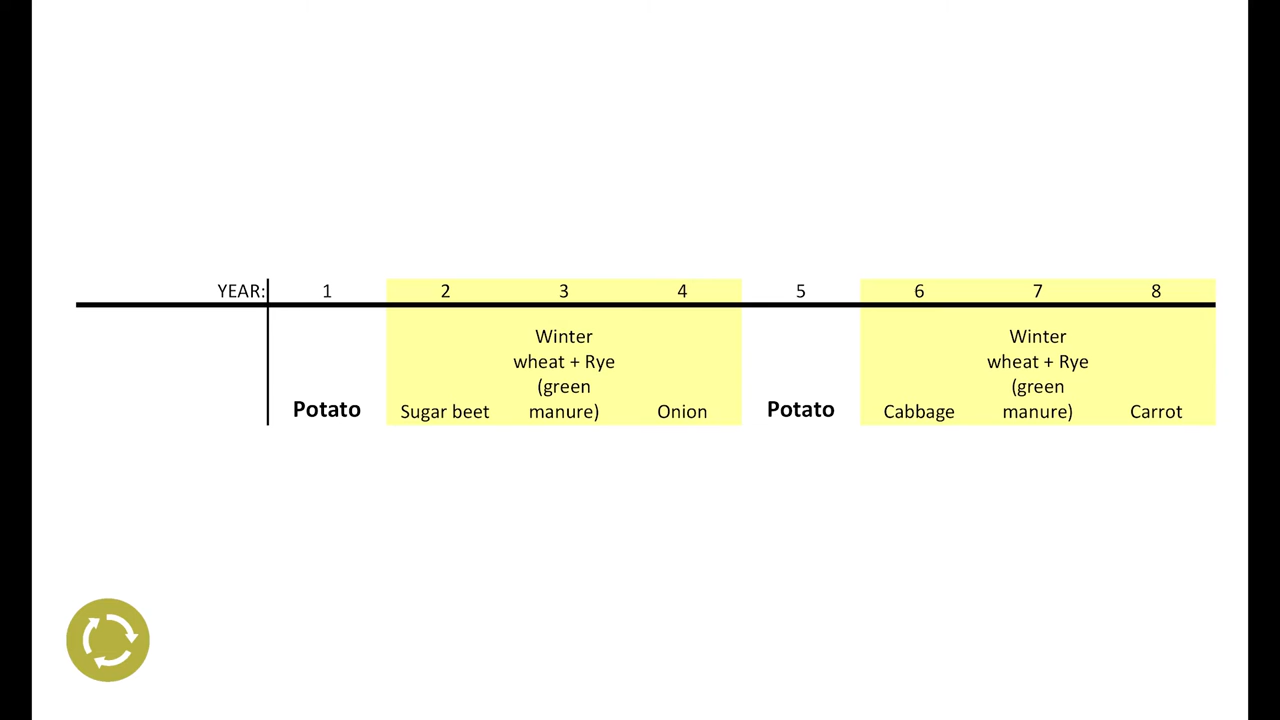 YEAR: 1 2 3 4 5 6 7 8
Winter Winter
wheat + Rye wheat + Rye
(green (green
Potato Sugar beet manure) Onion Potato Cabbage manure) Carrot